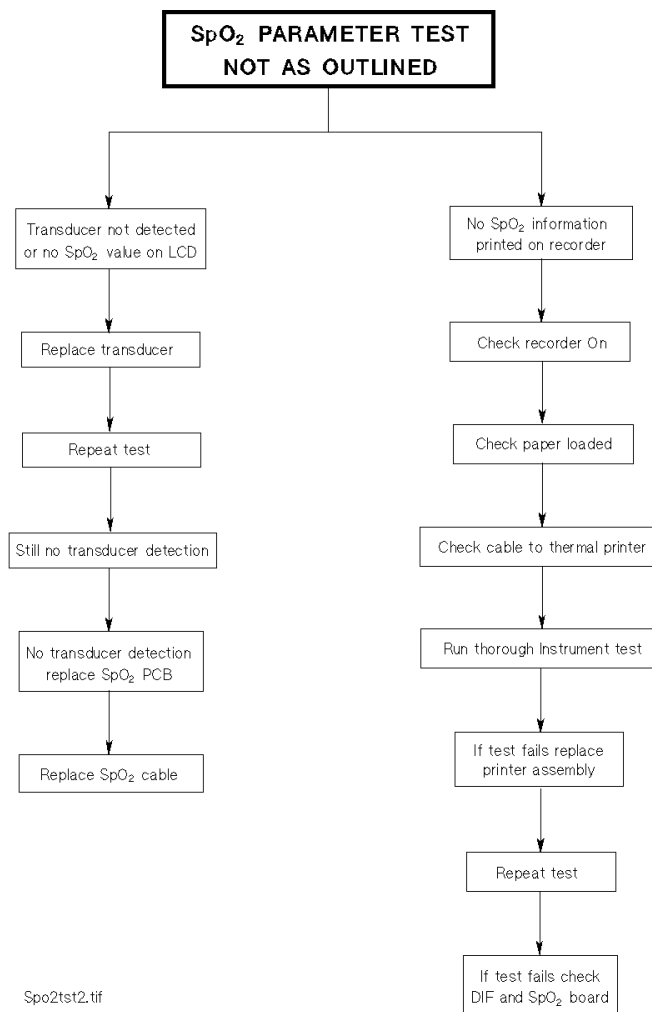 SpO₂ PARAMETER TEST
NOT AS OUTLINED
Transducer not detected
or no SpO₂ value on LCD
Replace transducer
Repeat test
Still no transducer detection
No transducer detection
replace SpO₂ PCB
Replace SpO₂ cable
No SpO₂ information
printed on recorder
Check recorder On
Check paper loaded
Check cable to thermal printer
Run thorough Instrument test
If test fails replace
printer assembly
Repeat test
If test fails check
DIF and SpO₂ board
Spo2tst2.tif